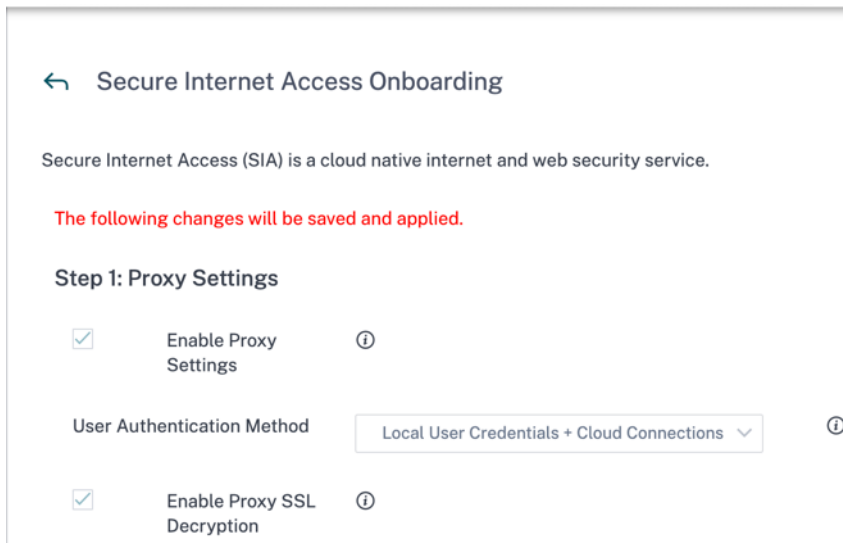 Secure Internet Access Onboarding
Secure Internet Access (SIA) is a cloud native internet and web security service.
The following changes will be saved and applied.
Step 1: Proxy Settings
Enable Proxy
Settings
User Authentication Method
Local User Credentials + Cloud Connections
Enable Proxy SSL
Decryption